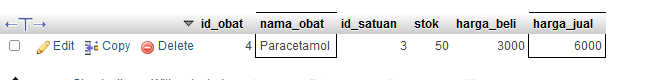 id_obat nama_obat id_satuan stok harga_beli harga_jual
Edit Copy Delete 4 Paracetamol 3 50 3000 6000